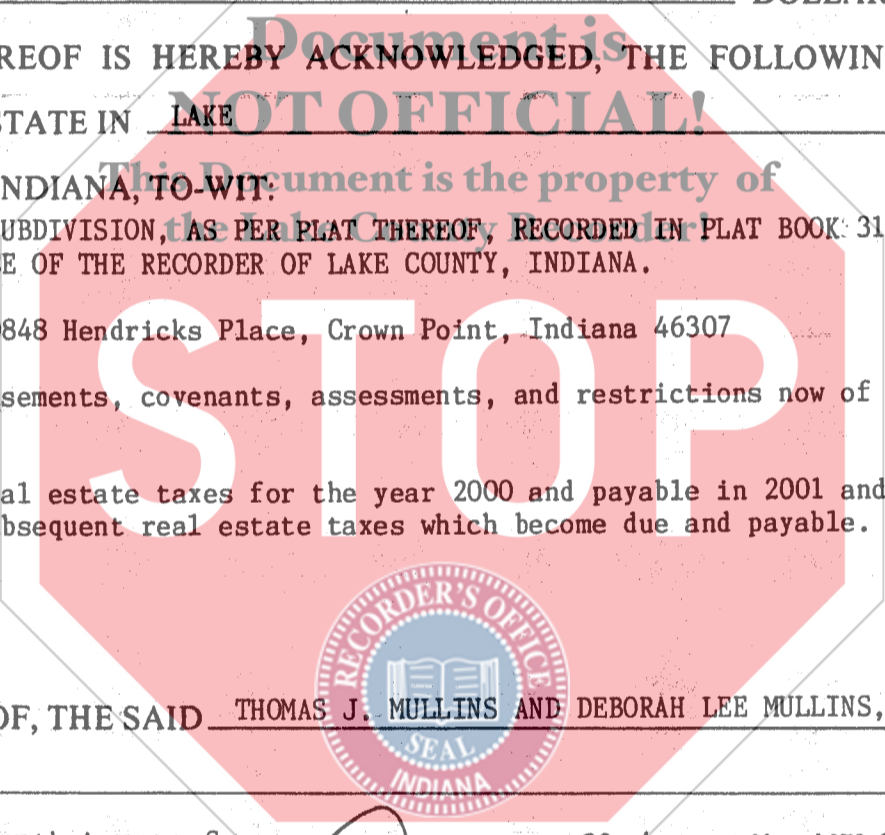 DOLLAR
Document is
REOF IS HEREBY ACKNOWLEDGED, THE FOLLOWIN
NOT OFFICIAL!
STATE IN LAKE
This Document is the property of
NDIANA, TO-WIT:
the Lake County Recorder!
UBDIVISION, AS PER PLAT THEREOF, RECORDED IN PLAT BOOK 31
E OF THE RECORDER OF LAKE COUNTY, INDIANA.
9848 Hendricks Place, Crown Point, Indiana 46307
sements, covenants, assessments, and restrictions now of
STOP
al estate taxes for the year 2000 and payable in 2001 and
bsequent real estate taxes which become due and payable.
RECORDER'S OFFICE
OF, THE SAID THOMAS J. MULLINS AND DEBORAH LEE MULLINS,
SEAL
INDIANA